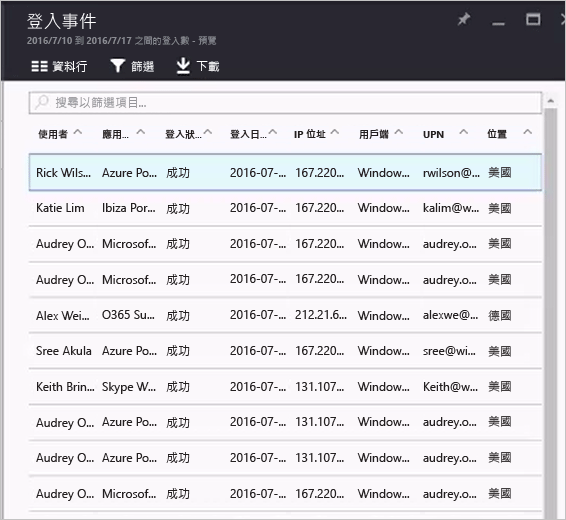 登入事件
2016/7/10 到 2016/7/17 之間的登入數 - 預覽
資料行 篩選 下載
搜尋以篩選項目...
使用者 應用... 登入狀... 登入日... IP 位址 用戶端 UPN 位置
Rick Wils... Azure Po... 成功 2016-07-... 167.220... Window... rwilson@... 美國
Katie Lim Ibiza Por... 成功 2016-07-... 167.220... Window... kalim@w... 美國
Audrey O... Microsof... 成功 2016-07-... 167.220... Window... audrey.o... 美國
Audrey O... Microsof... 成功 2016-07-... 167.220... Window... audrey.o... 美國
Alex Wei... O365 Su... 成功 2016-07-... 212.21.6... Window... alexwe@... 德國
Sree Akula Azure Po... 成功 2016-07-... 167.220... Window... sree@wi... 美國
Keith Brin... Skype W... 成功 2016-07-... 131.107... Window... Keith@w... 美國
Audrey O... Azure Po... 成功 2016-07-... 131.107... Window... audrey.o... 美國
Audrey O... Azure Po... 成功 2016-07-... 131.107... Window... audrey.o... 美國
Audrey O... Microsof... 成功 2016-07-... 167.220... Window... audrey.o... 美國